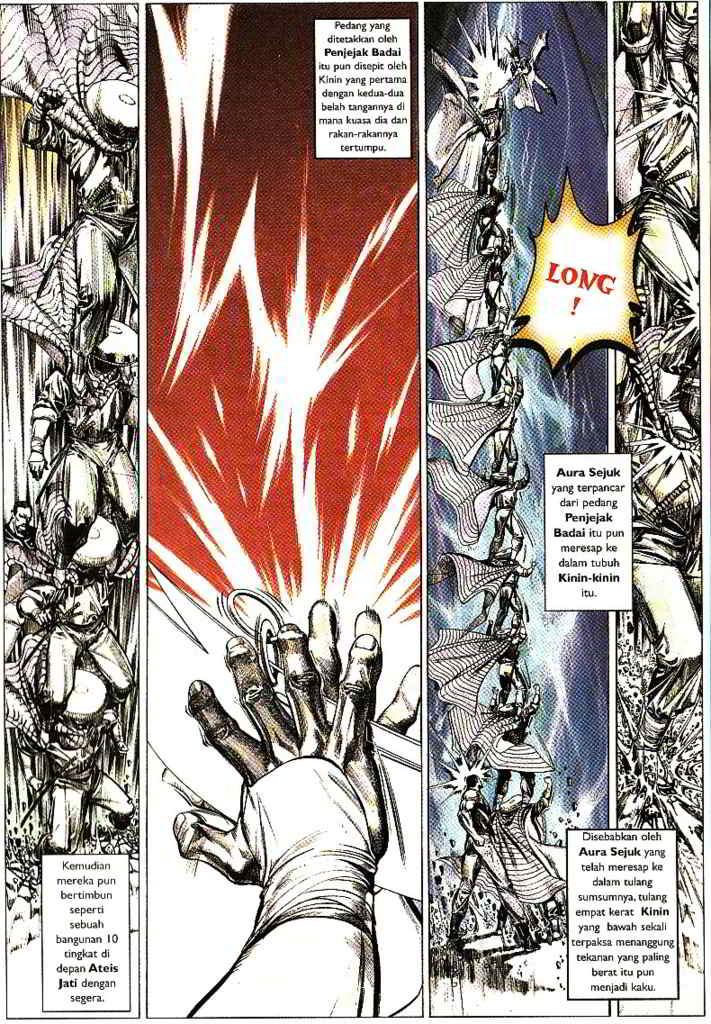 Kemudian
mereka pun
bertimbun
seperti
sebuah
bangunan 10
tingkat di
depan Ateis
Jati dengan
segera.
Pedang yang
ditetakkan oleh
Penjejak Badai
itu pun disepit oleh
Kinin yang pertama
dengan kedua-dua
belah tangannya di
mana kuasa dia dan
rakan-rakannya
tertumpu.
LONG
!
Aura Sejuk
yang terpancar
dari pedang
Penjejak
Badai itu pun
meresap ke
dalam tubuh
Kinin-kinin
itu.
Disebabkan oleh
Aura Sejuk yang
telah meresap ke
dalam tulang
sumsumnya, tulang
empat kerat Kinin
yang bawah sekali
terpaksa menanggung
tekanan yang paling
berat itu pun
menjadi kaku.